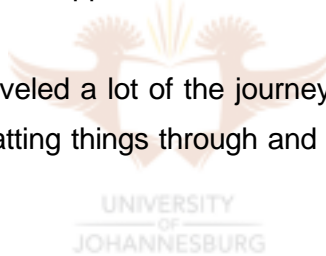 veled a lot of the journey
atting things through and
UNIVERSITY
OF
JOHANNESBURG